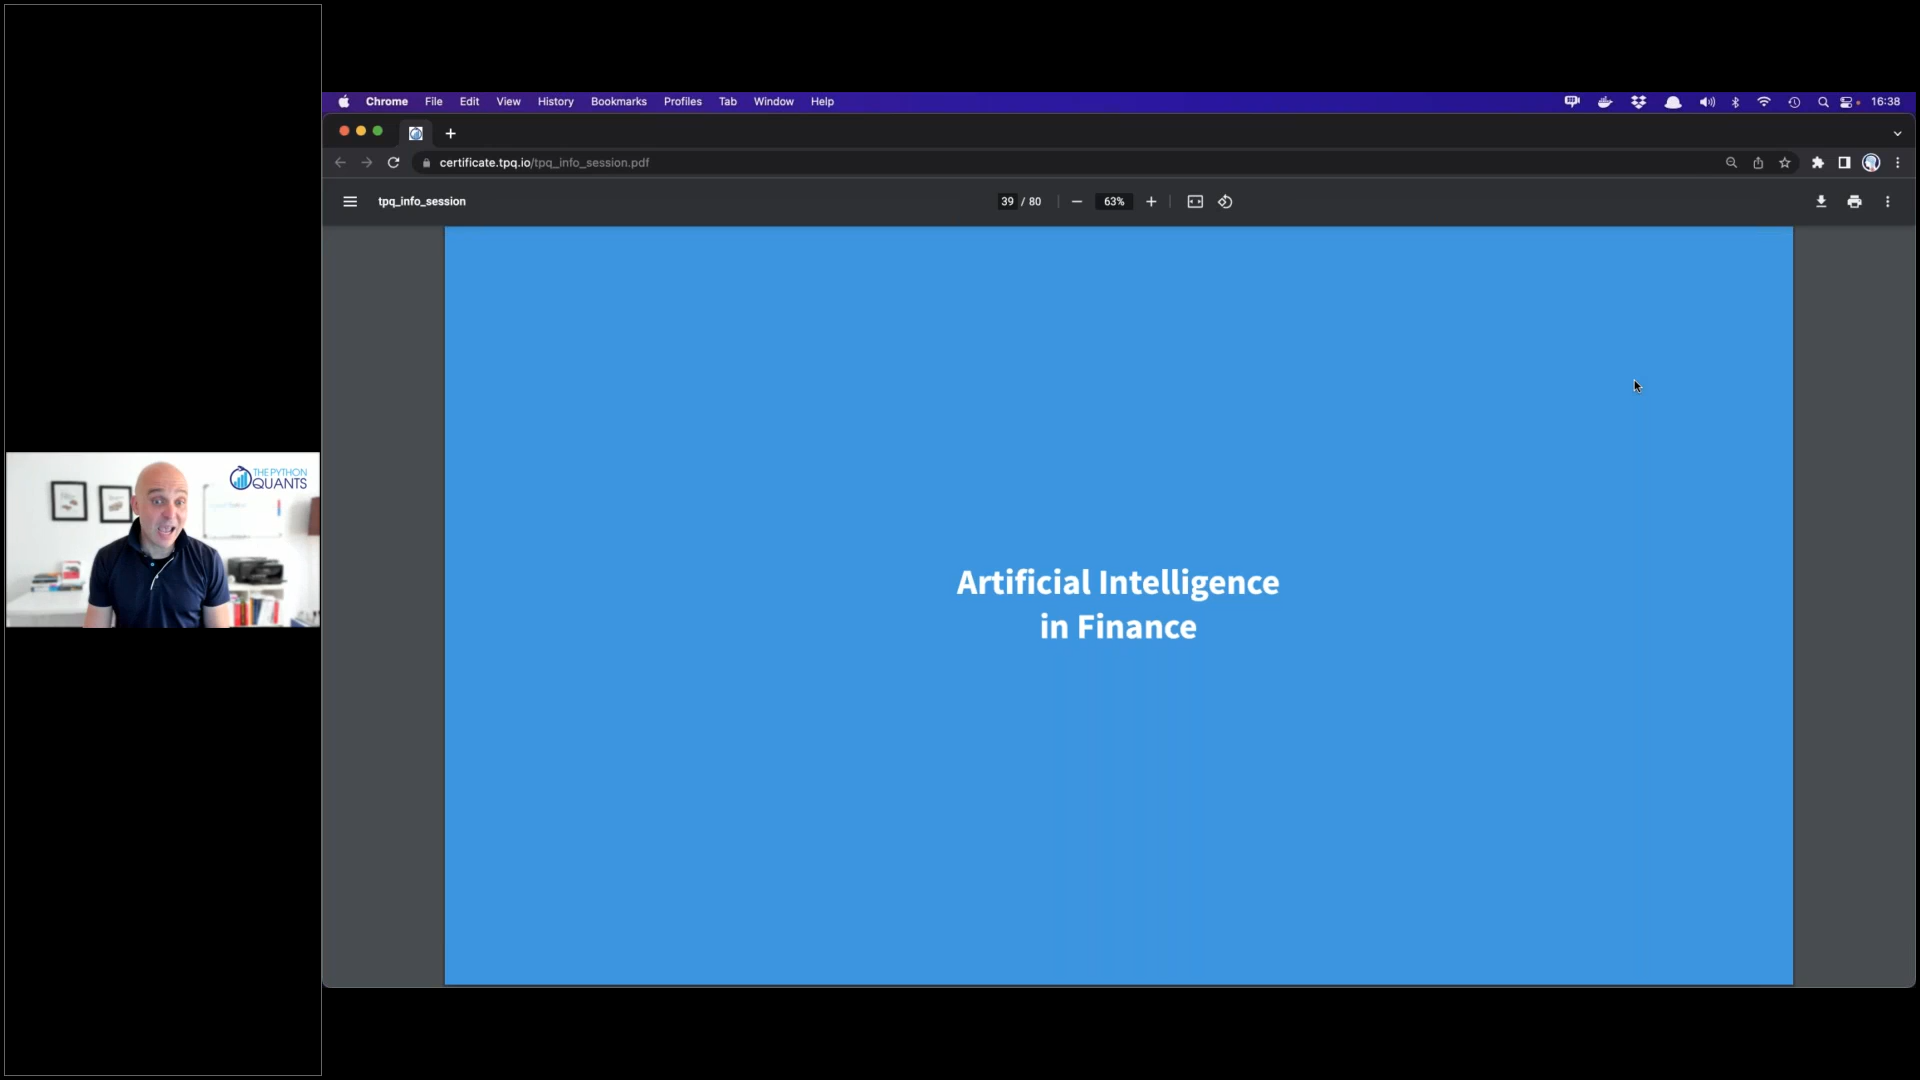 Chrome File Edit View History Bookmarks Profiles Tab Window Help 16:38
certificate.tpq.io/tpq_info_session.pdf
tpq_info_session 39 / 80 63%
THE PYTHON
QUANTS
Artificial Intelligence
in Finance